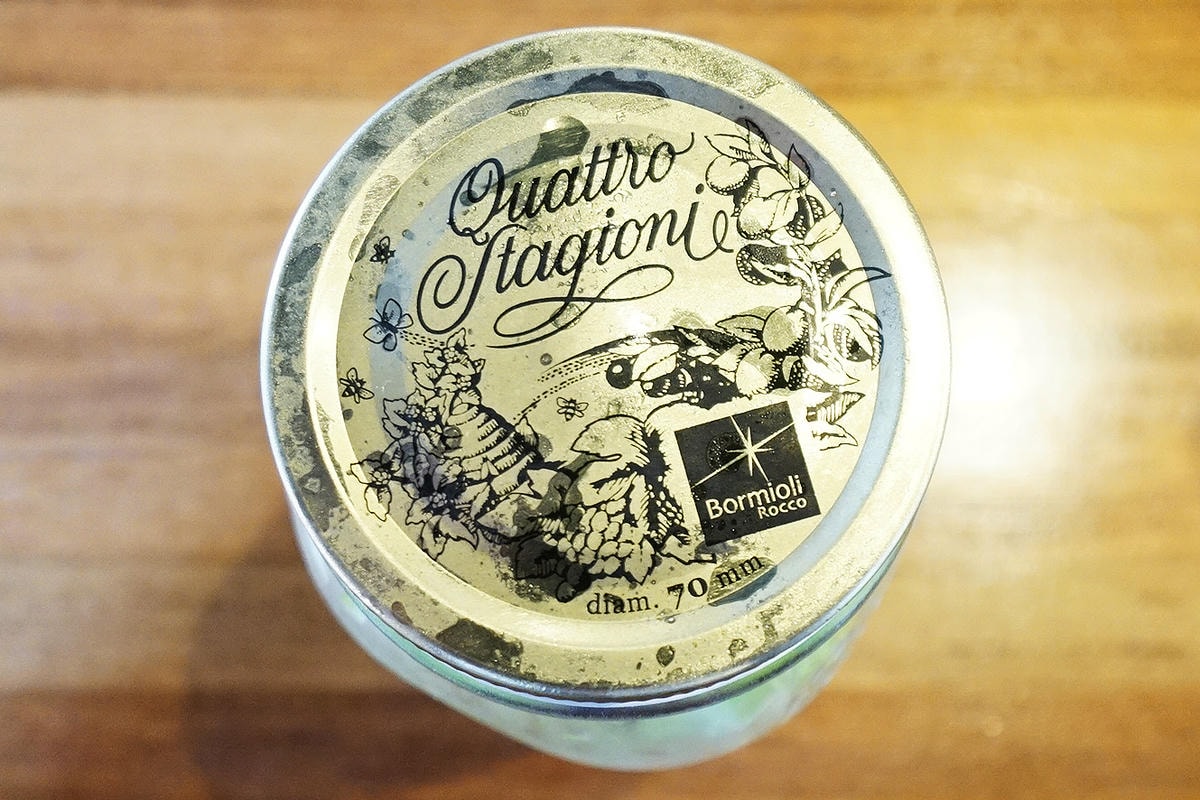 Quattro
Stagioni
Bormioli
Rocco
diam. 70 mm